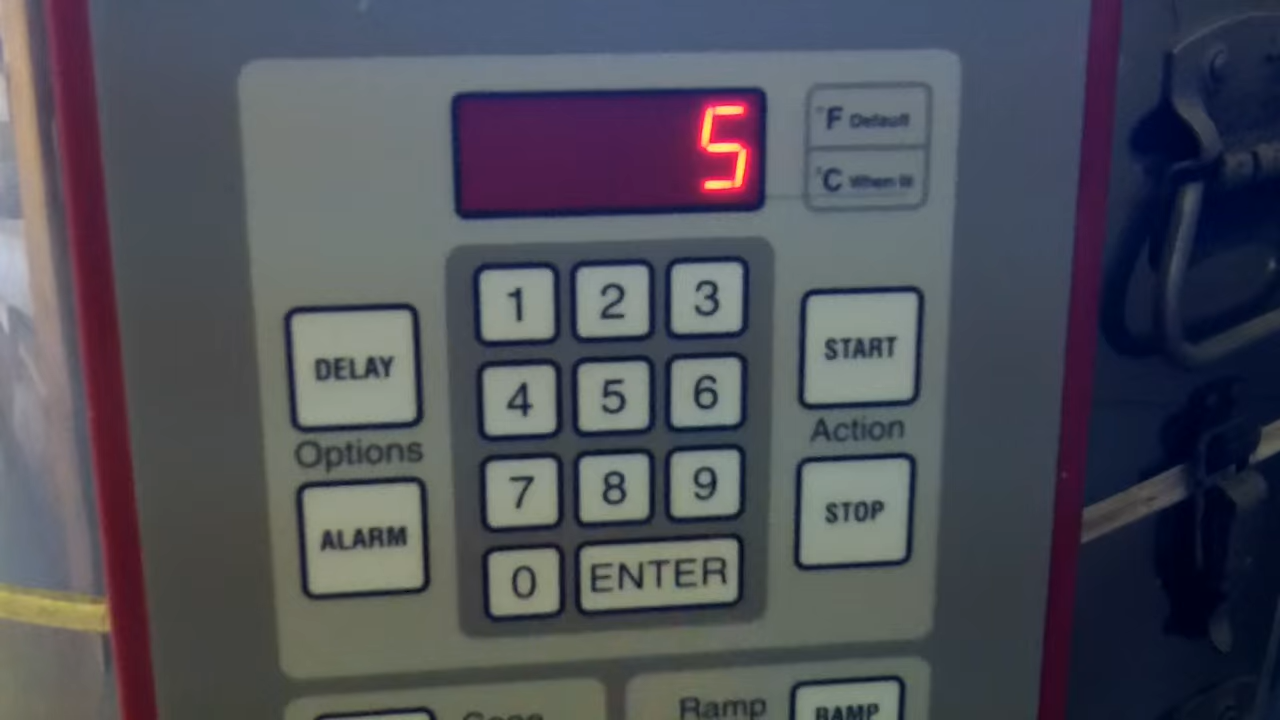 5
°F Default
°C When lit
1 2 3
DELAY
START
4 5 6
Options
Action
7 8 9
ALARM
STOP
0 ENTER
Cone
Ramp
RAMP